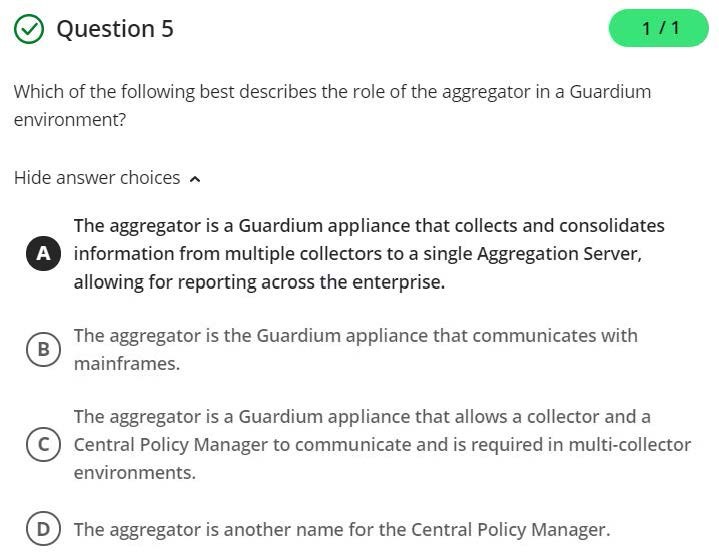 Question 5
1 / 1
Which of the following best describes the role of the aggregator in a Guardium
environment?
Hide answer choices
A
The aggregator is a Guardium appliance that collects and consolidates
information from multiple collectors to a single Aggregation Server,
allowing for reporting across the enterprise.
B
The aggregator is the Guardium appliance that communicates with
mainframes.
C
The aggregator is a Guardium appliance that allows a collector and a
Central Policy Manager to communicate and is required in multi-collector
environments.
D
The aggregator is another name for the Central Policy Manager.